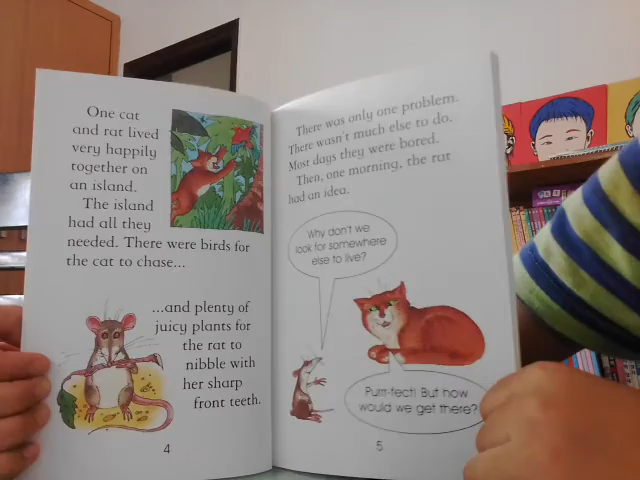 One cat
and rat lived
very happily
together on
an island.
The island
had all they
needed. There were birds for
the cat to chase...
...and plenty of
juicy plants for
the rat to
nibble with
her sharp
front teeth.
4
There was only one problem.
There wasn't much else to do.
Most days they were bored.
Then, one morning, the rat
had an idea.
Why don't we
look for somewhere
else to live?
Purrr-fect! But how
would we get there?
5